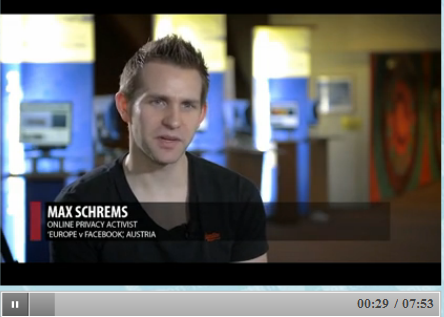 MAX SCHREMS
ONLINE PRIVACY ACTIVIST
'EUROPE v FACEBOOK', AUSTRIA
00:29 / 07:53